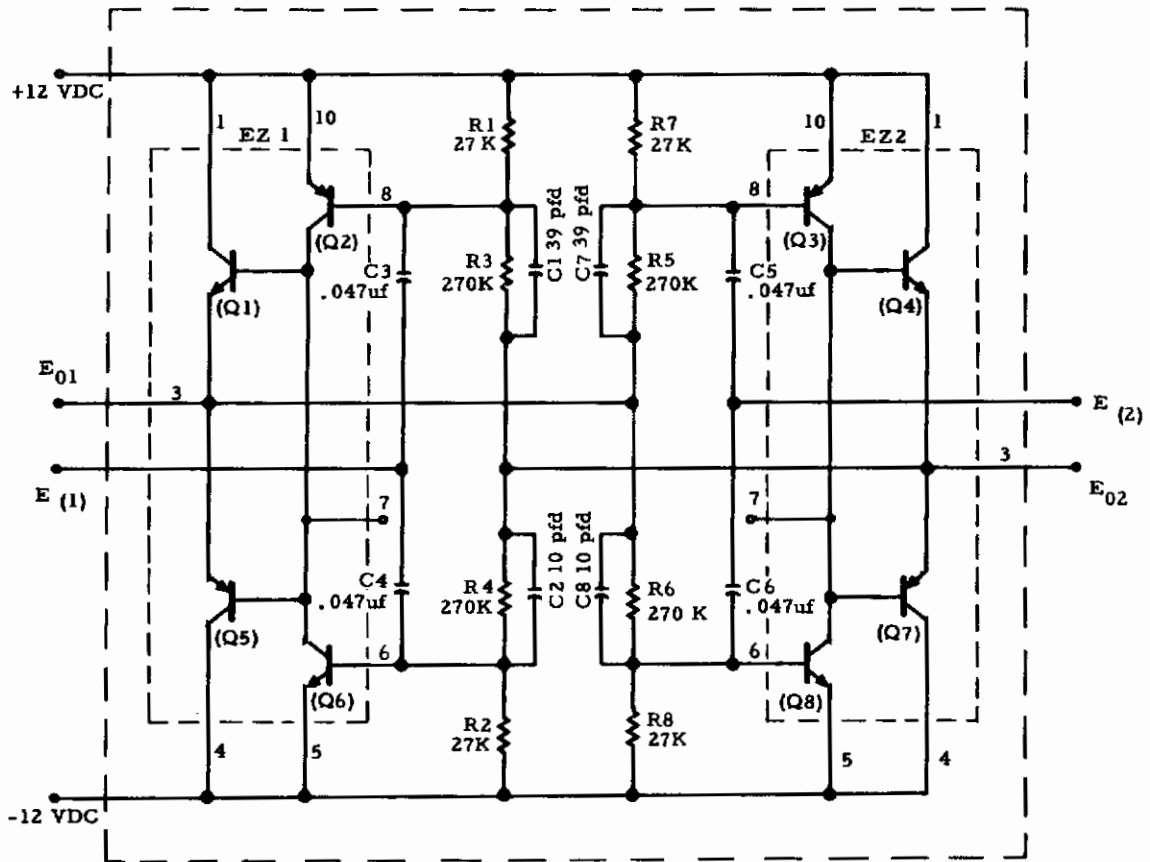 +12 VDC
1
10
EZ 1
R1
27 K
R7
27K
10
1
EZ2
8
8
(Q2)
(Q3)
C3
.047uf
R3
270K
C1 39 pfd
C7 39 pfd
R5
270K
C5
.047uf
(Q1)
(Q4)
E01
3
E (2)
E (1)
3
E02
7
7
C4
.047uf
R4
270K
C2 10 pfd
C8 10 pfd
R6
270 K
C6
.047uf
(Q5)
(Q7)
6
6
(Q6)
(Q8)
R2
27K
R8
27K
4
5
5
4
-12 VDC